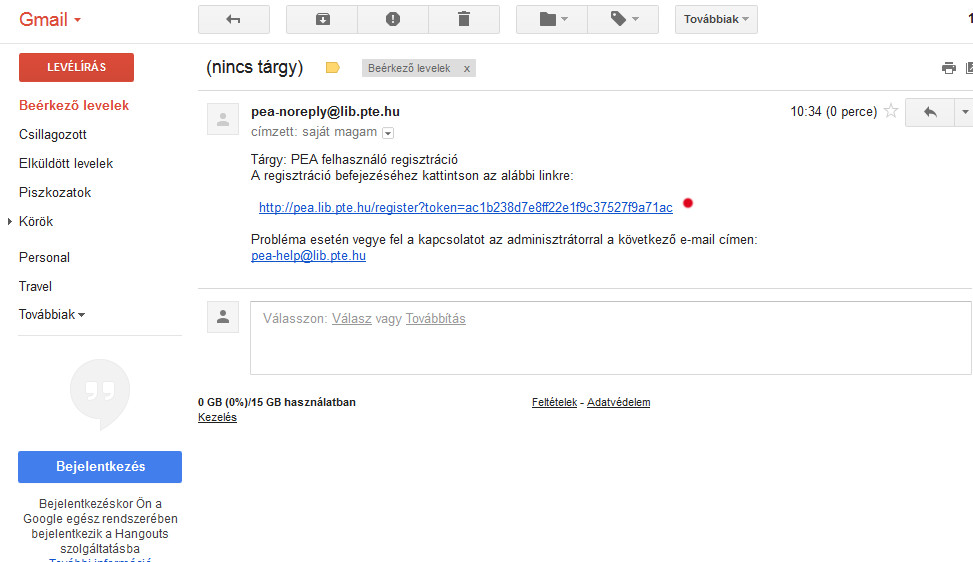 Gmail
Továbbiak
1
LEVÉLÍRÁS
(nincs tárgy)
Beérkező levelek x
Beérkező levelek
Csillagozott
Elküldött levelek
Piszkozatok
Körök
Personal
Travel
Továbbiak
pea-noreply@lib.pte.hu
10:34 (0 perce)
címzett: saját magam
Tárgy: PEA felhasználó regisztráció
A regisztráció befejezéséhez kattintson az alábbi linkre:
http://pea.lib.pte.hu/register?token=ac1b238d7e8ff22e1f9c37527f9a71ac
Probléma esetén vegye fel a kapcsolatot az adminisztrátorral a következő e-mail címen:
pea-help@lib.pte.hu
Válasszon: Válasz vagy Továbbítás
0 GB (0%)/15 GB használatban
Kezelés
Feltételek - Adatvédelem
Bejelentkezés
Bejelentkezéskor Ön a
Google egész rendszerében
bejelentkezik a Hangouts
szolgáltatásba
További információ